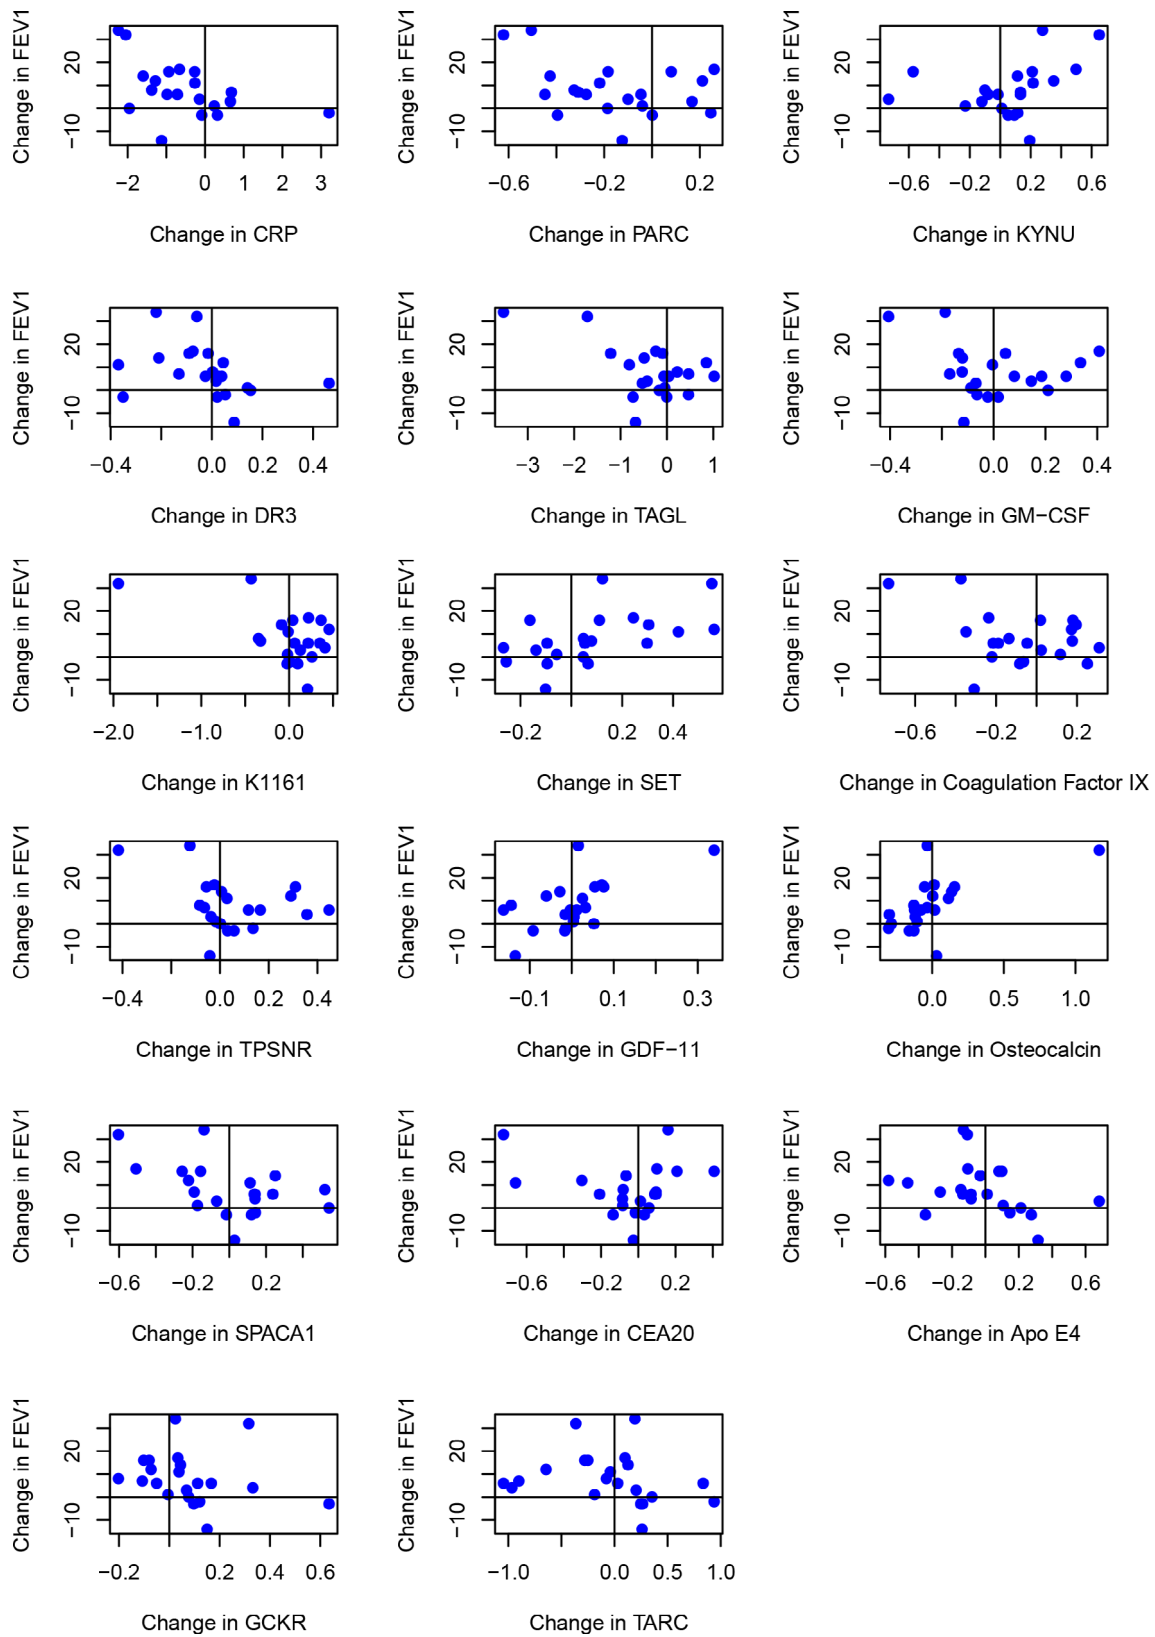 Change in FEV1
20
−10
−2 0 1 2 3
Change in CRP
Change in FEV1
20
−10
−0.6 −0.2 0.2
Change in PARC
Change in FEV1
20
−10
−0.6 −0.2 0.2 0.6
Change in KYNU
Change in FEV1
20
−10
−0.4 0.0 0.2 0.4
Change in DR3
Change in FEV1
20
−10
−3 −2 −1 0 1
Change in TAGL
Change in FEV1
20
−10
−0.4 0.0 0.2 0.4
Change in GM−CSF
Change in FEV1
20
−10
−2.0 −1.0 0.0
Change in K1161
Change in FEV1
20
−10
−0.2 0.2 0.4
Change in SET
Change in FEV1
20
−10
−0.6 −0.2 0.2
Change in Coagulation Factor IX
Change in FEV1
20
−10
−0.4 0.0 0.2 0.4
Change in TPSNR
Change in FEV1
20
−10
−0.1 0.1 0.3
Change in GDF−11
Change in FEV1
20
−10
0.0 0.5 1.0
Change in Osteocalcin
Change in FEV1
20
−10
−0.6 −0.2 0.2
Change in SPACA1
Change in FEV1
20
−10
−0.6 −0.2 0.2
Change in CEA20
Change in FEV1
20
−10
−0.6 −0.2 0.2 0.6
Change in Apo E4
Change in FEV1
20
−10
−0.2 0.2 0.4 0.6
Change in GCKR
Change in FEV1
20
−10
−1.0 0.0 0.5 1.0
Change in TARC